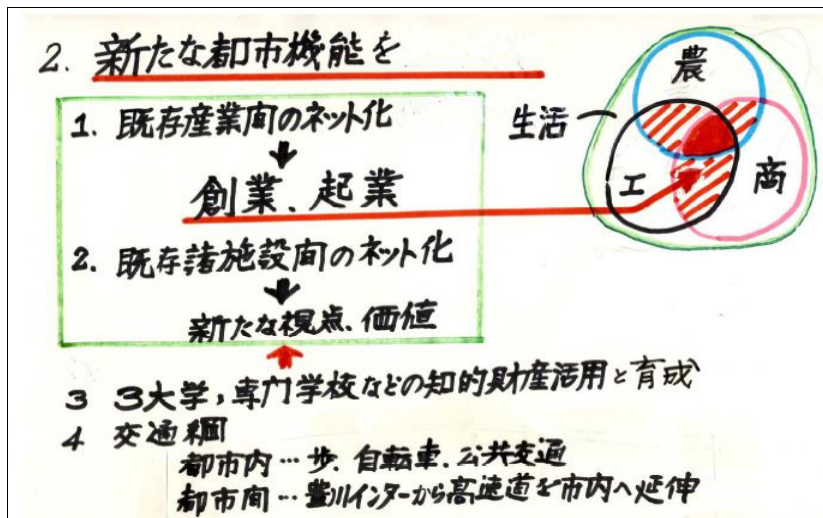 2. 新たな都市機能を
1. 既存産業間のネット化
創業、起業
2. 既存諸施設間のネット化
新たな視点、価値
3 3大学，専門学校などの知的財産活用と育成
4 交通網
都市内…歩、自転車、公共交通
都市間…豊川インターから高速道を市内へ延伸
生活
農
工
商